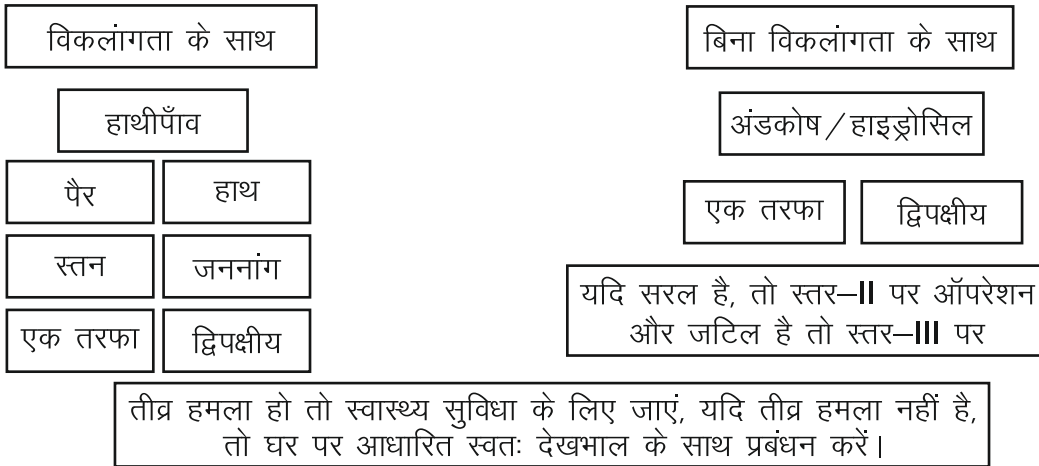 विकलांगता के साथ
बिना विकलांगता के साथ
हाथीपाँव
अंडकोष/हाइड्रोसिल
पैर
हाथ
एक तरफा
द्विपक्षीय
स्तन
जननांग
यदि सरल है, तो स्तर–II पर ऑपरेशन
और जटिल है तो स्तर–III पर
एक तरफा
द्विपक्षीय
तीव्र हमला हो तो स्वास्थ्य सुविधा के लिए जाएं, यदि तीव्र हमला नहीं है,
तो घर पर आधारित स्वतः देखभाल के साथ प्रबंधन करें।